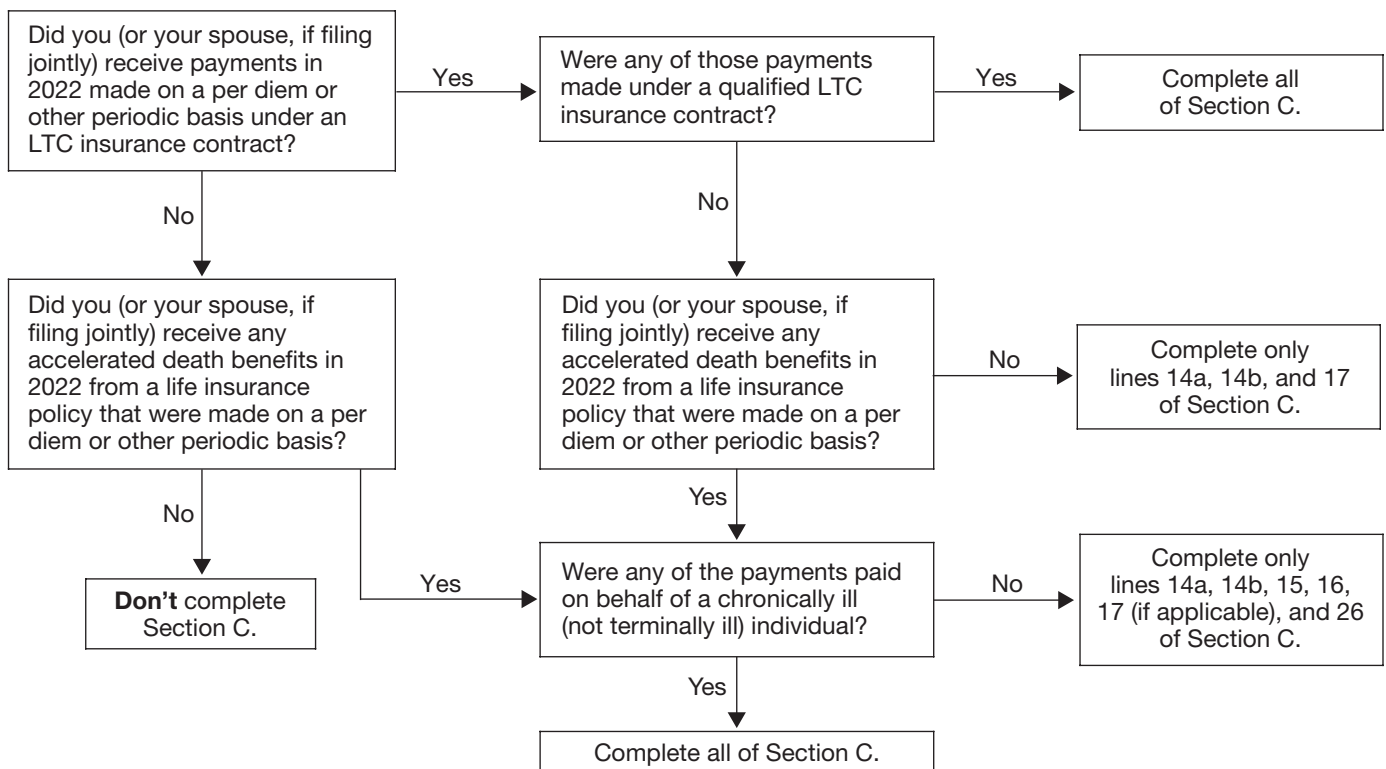 Did you (or your spouse, if filing
jointly) receive payments in
2022 made on a per diem or
other periodic basis under an
LTC insurance contract?
Yes
Were any of those payments
made under a qualified LTC
insurance contract?
Yes
Complete all
of Section C.
No
No
Did you (or your spouse, if
filing jointly) receive any
accelerated death benefits in
2022 from a life insurance
policy that were made on a per
diem or other periodic basis?
Did you (or your spouse, if
filing jointly) receive any
accelerated death benefits in
2022 from a life insurance
policy that were made on a per
diem or other periodic basis?
No
Complete only
lines 14a, 14b, and 17
of Section C.
No
Yes
Don't complete
Section C.
Yes
Were any of the payments paid
on behalf of a chronically ill
(not terminally ill) individual?
No
Complete only
lines 14a, 14b, 15, 16,
17 (if applicable), and 26
of Section C.
Yes
Complete all of Section C.